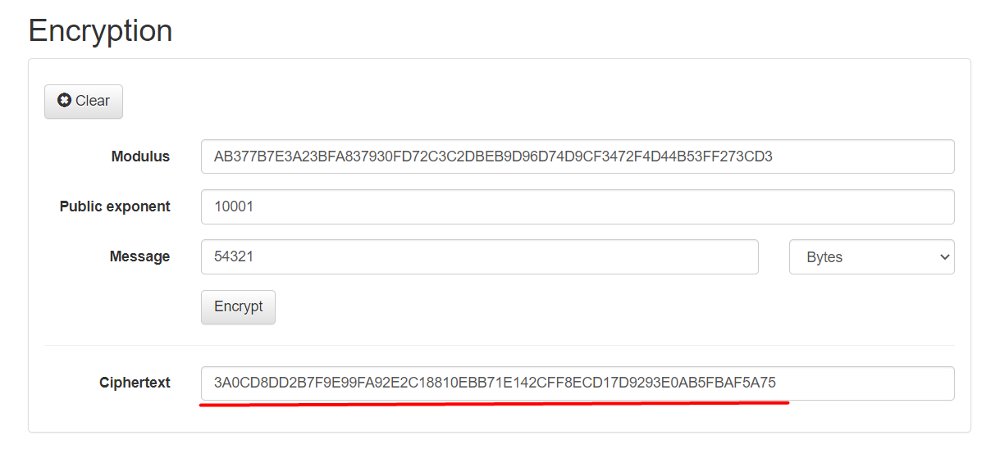 Encryption
Clear
Modulus AB377B7E3A23BFA837930FD72C3C2DBEB9D96D74D9CF3472F4D44B53FF273CD3
Public exponent 10001
Message 54321 Bytes
Encrypt
Ciphertext 3A0CD8DD2B7F9E99FA92E2C18810EBB71E142CFF8ECD17D9293E0AB5FBAF5A75